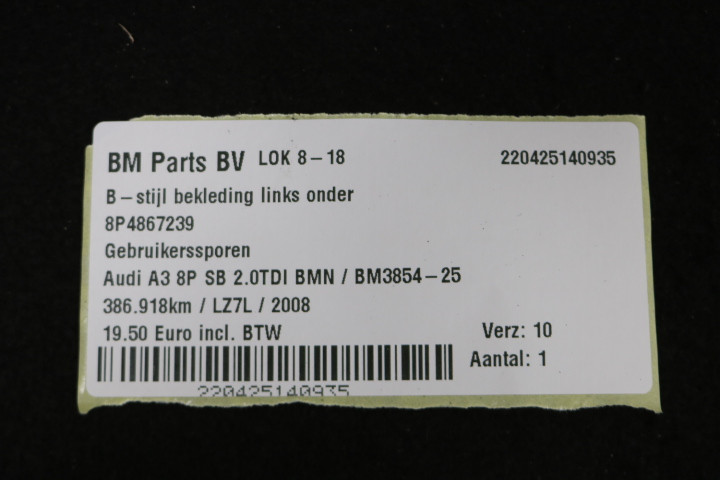 BM Parts BV LOK 8-18 220425140935
B-stijl bekleding links onder
8P4867239
Gebruikerssporen
Audi A3 8P SB 2.0TDI BMN / BM3854-25
386.918km / LZ7L / 2008
19.50 Euro incl. BTW Verz: 10
Aantal: 1
220425140935